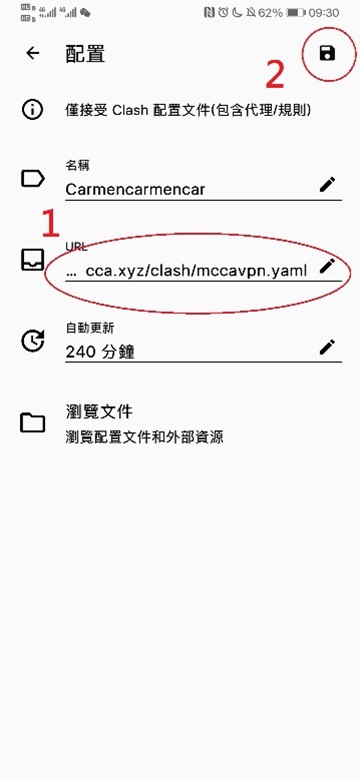 62% 09:30
配置
2
僅接受 Clash 配置文件(包含代理/規則)
名稱
Carmencarmencar
1
URL
... cca.xyz/clash/mccavpn.yaml
自動更新
240 分鐘
瀏覽文件
瀏覽配置文件和外部資源